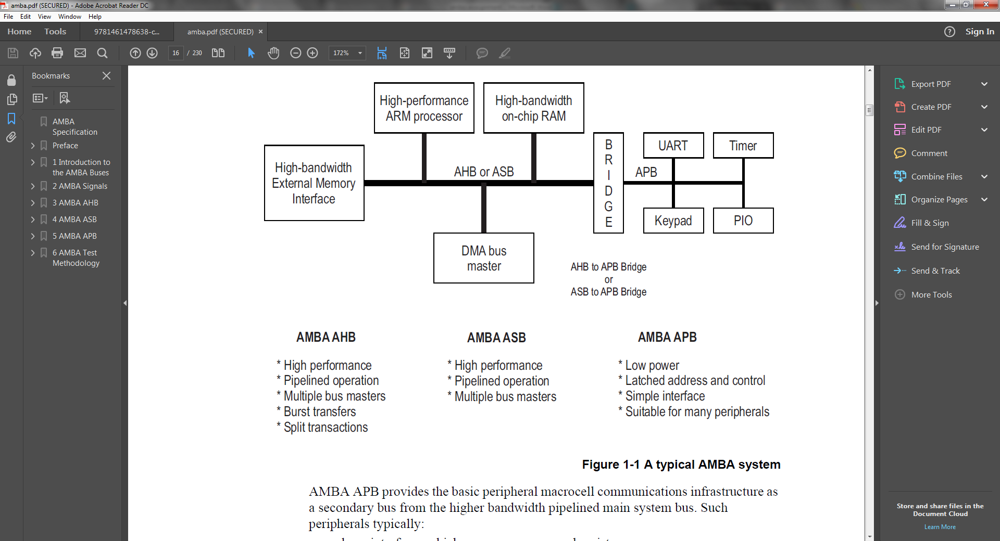 amba.pdf (SECURED) - Adobe Acrobat Reader DC
File Edit View Window Help
Home Tools 9781461478638-c... amba.pdf (SECURED) × ? Sign In
16 / 230 172%
Bookmarks
AMBA
Specification
Preface
1 Introduction to
the AMBA Buses
2 AMBA Signals
3 AMBA AHB
4 AMBA ASB
5 AMBA APB
6 AMBA Test
Methodology
High-performance
ARM processor
High-bandwidth
on-chip RAM
High-bandwidth
External Memory
Interface
AHB or ASB
B
R
I
D
G
E
APB
UART
Timer
Keypad
PIO
DMA bus
master
AHB to APB Bridge
or
ASB to APB Bridge
AMBA AHB
* High performance
* Pipelined operation
* Multiple bus masters
* Burst transfers
* Split transactions
AMBA ASB
* High performance
* Pipelined operation
* Multiple bus masters
AMBA APB
* Low power
* Latched address and control
* Simple interface
* Suitable for many peripherals
Figure 1-1 A typical AMBA system
AMBA APB provides the basic peripheral macrocell communications infrastructure as
a secondary bus from the higher bandwidth pipelined main system bus. Such
peripherals typically:
Export PDF
Create PDF
Edit PDF
Comment
Combine Files
Organize Pages
Fill & Sign
Send for Signature
Send & Track
More Tools
Store and share files in the
Document Cloud
Learn More